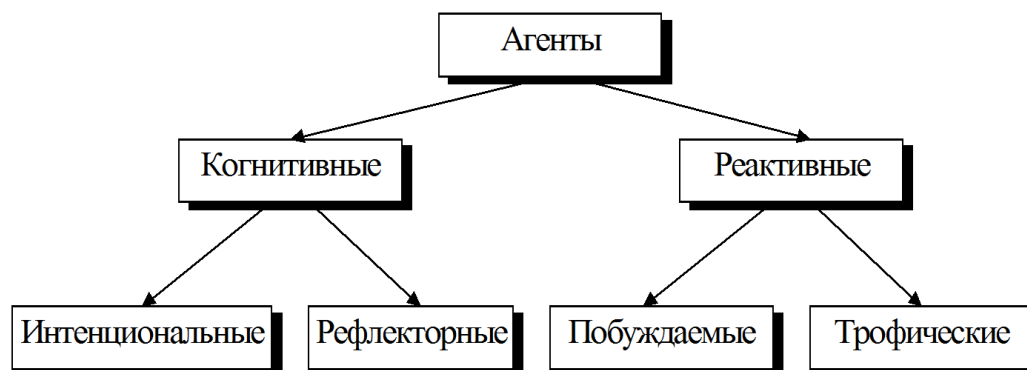 Агенты
Когнитивные
Реактивные
Интенциональные
Рефлекторные
Побуждаемые
Трофические